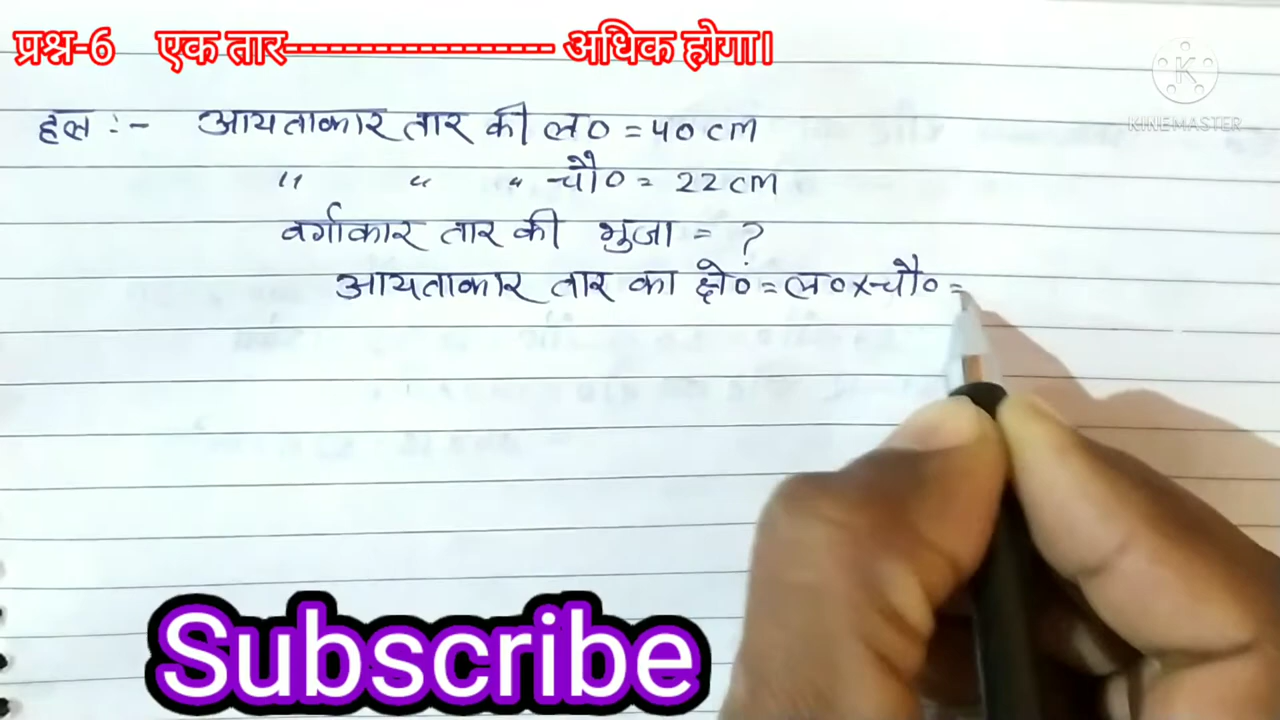 प्रश्न-6 एक तार------------------ अधिक होगा।
K
KINEMASTER
हल :- आयताकार तार की ल० = 40 cm
" " " चौ० = 22 cm
वर्गाकार तार की भुजा = ?
आयताकार तार का क्षे० = ल० x चौ० =
Subscribe